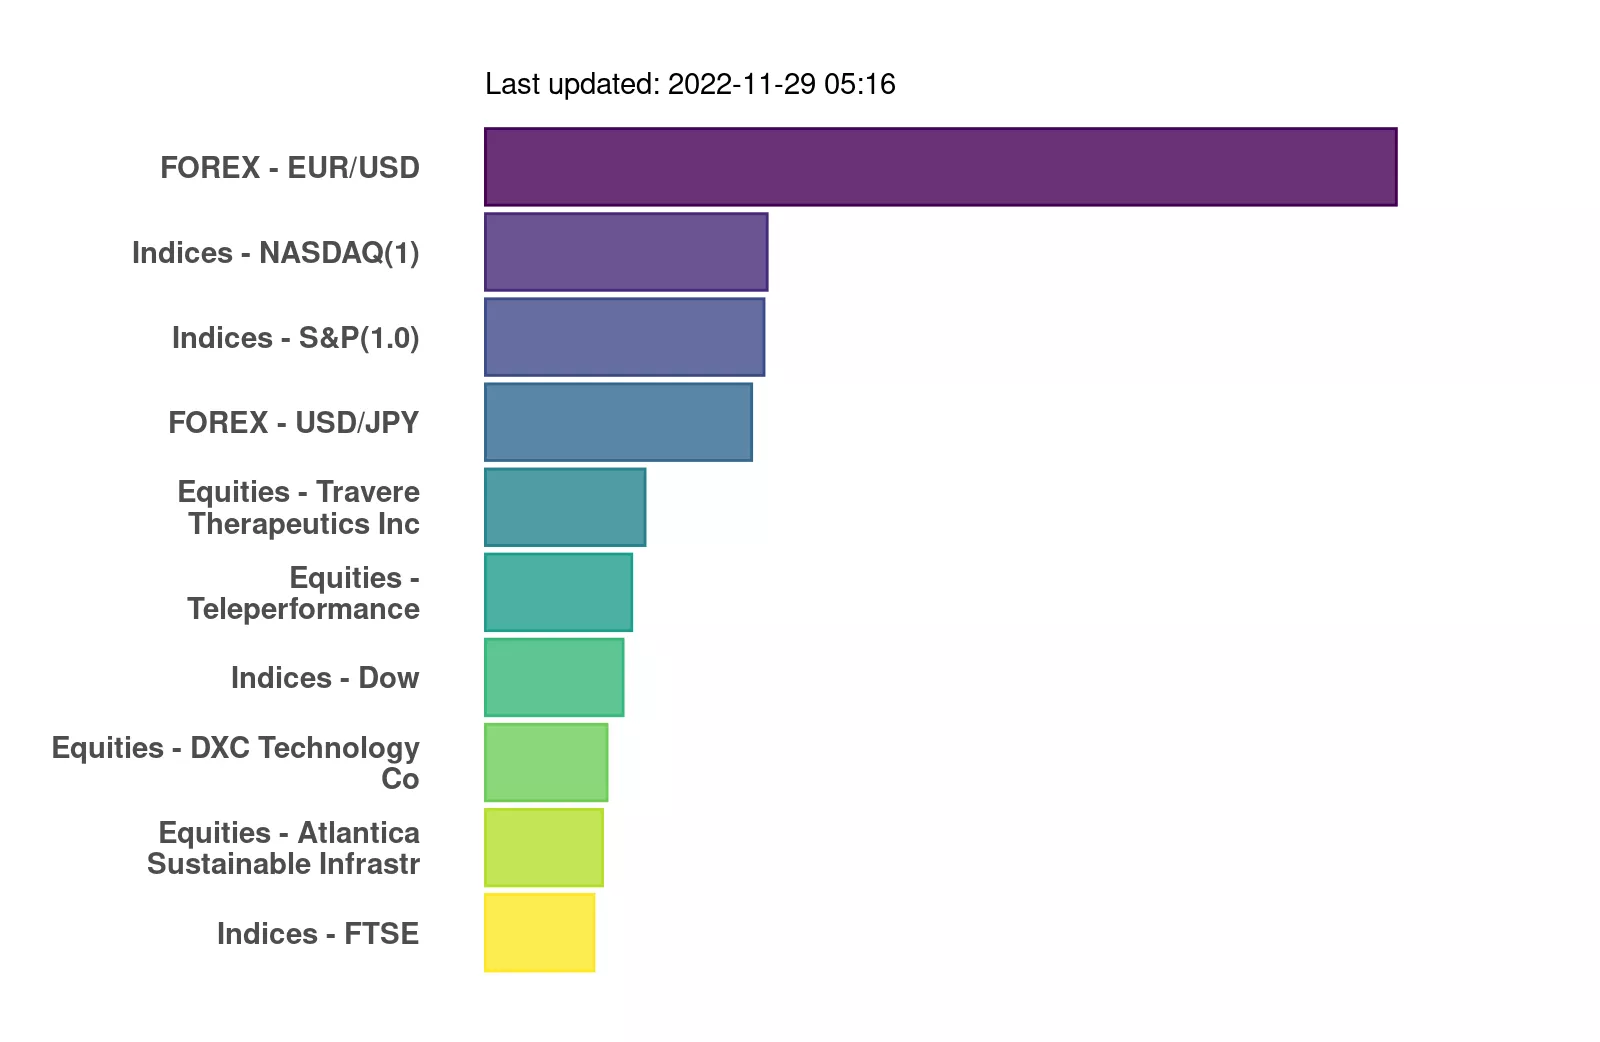 Last updated: 2022-11-29 05:16
FOREX - EUR/USD
Indices - NASDAQ(1)
Indices - S&P(1.0)
FOREX - USD/JPY
Equities - Travere
Therapeutics Inc
Equities -
Teleperformance
Indices - Dow
Equities - DXC Technology
Co
Equities - Atlantica
Sustainable Infrastr
Indices - FTSE